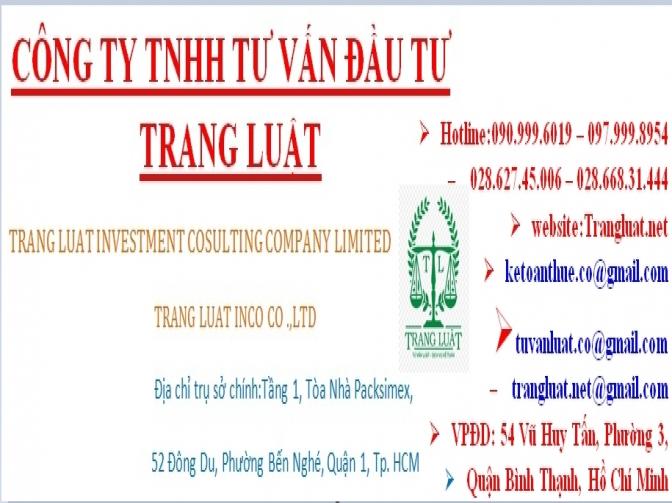 CÔNG TY TNHH TƯ VẤN ĐẦU TƯ
TRANG LUẬT
TRANG LUAT INVESTMENT COSULTING COMPANY LIMITED
TRANG LUAT INCO CO .,LTD
Địa chỉ trụ sở chính:Tầng 1, Tòa Nhà Packsimex,
52 Đông Du, Phường Bến Nghé, Quận 1, Tp. HCM
T L
TRANG LUẬT
➢ Hotline:090.999.6019 – 097.999.8954
– 028.627.45.006 – 028.668.31.444
➢ website:Trangluat.net
➢ ketoanthue.co@gmail.com
➢ tuvanluat.co@gmail.com
– trangluat.net@gmail.com
➢ VPĐD: 54 Vũ Huy Tấn, Phường 3,
➢ Quận Bình Thạnh, Hồ Chí Minh